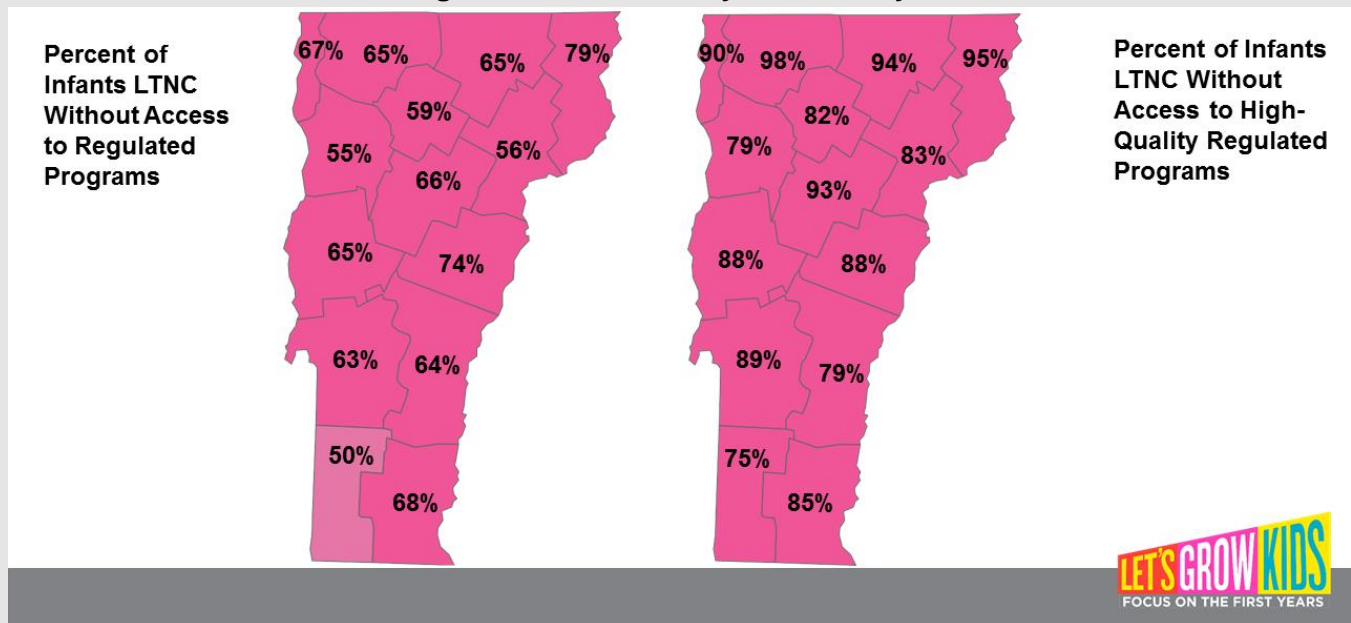 Percent of
Infants LTNC
Without Access
to Regulated
Programs
67%
65%
65%
79%
59%
55%
56%
66%
65%
74%
63%
64%
50%
68%
90%
98%
94%
95%
82%
79%
83%
93%
88%
88%
89%
79%
75%
85%
Percent of Infants
LTNC Without
Access to High-
Quality Regulated
Programs
LET'S GROW KIDS
FOCUS ON THE FIRST YEARS